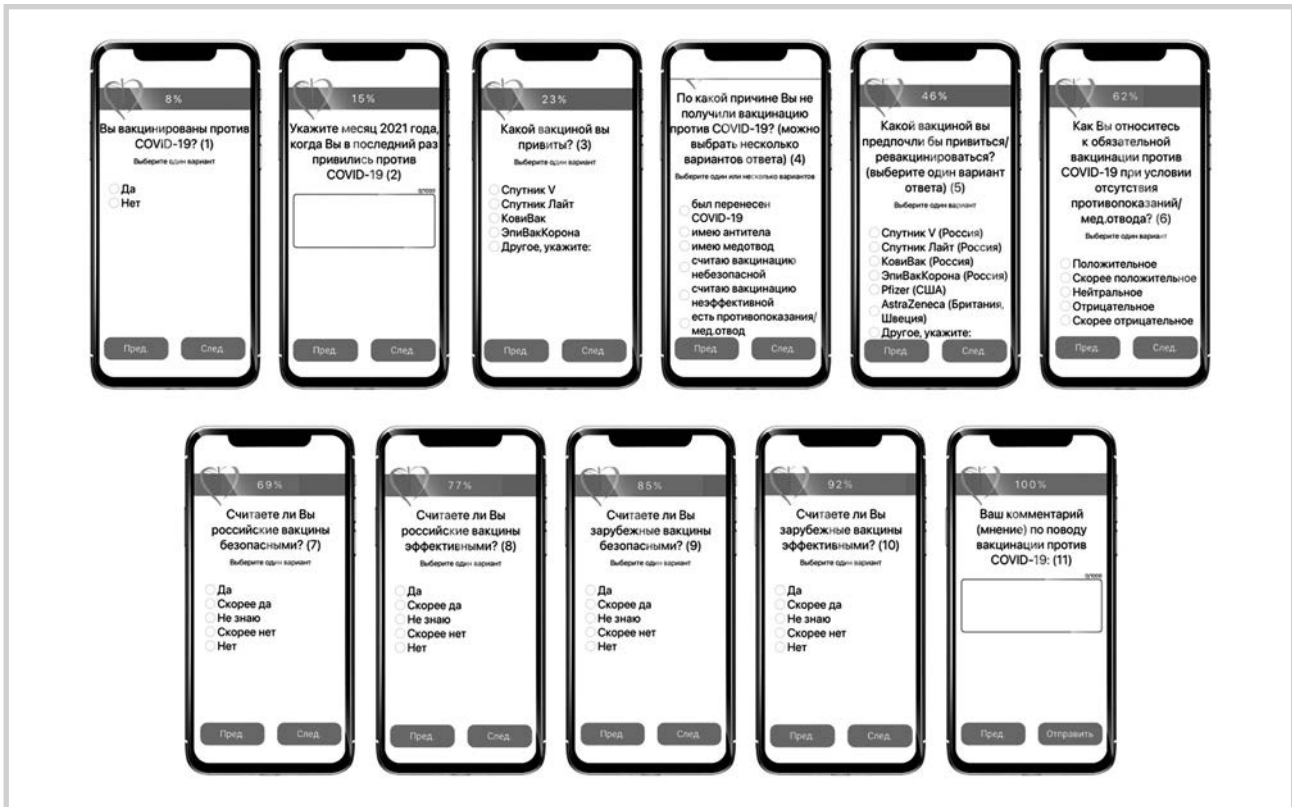 8%
Вы вакцинированы против
COViD-19? (1)
Выберите один вариант
Да
Нет
Пред.
След.
15%
Укажите месяц 2021 года,
когда Вы в последний раз
привились против
COVID-19 (2)
Пред.
След.
23%
Какой вакциной вы
привиты? (3)
Выберите один вариант
Спутник V
Спутник Лайт
КовиВак
ЭпиВакКорона
Другое, укажите:
Пред.
След.
По какой причине Вы не
получили вакцинацию
против COVID-19? (можно
выбрать несколько
вариантов ответа) (4)
Выберите один или несколько вариантов
был перенесен
COVID-19
имею антитела
имею медотвод
считаю вакцинацию
небезопасной
считаю вакцинацию
неэффективной
есть противопоказания/
мед.отвод
Пред.
След.
46%
Какой вакциной вы
предпочли бы привиться/
ревакцинироваться?
(выберите один вариант
ответа) (5)
Выберите один вариант
Спутник V (Россия)
Спутник Лайт (Россия)
КовиВак (Россия)
ЭпиВакКорона (Россия)
Pfizer (США)
AstraZeneca (Британия,
Швеция)
Другое, укажите:
Пред.
След.
62%
Как Вы относитесь
к обязательной
вакцинации против
COVID-19 при условии
отсутствия
противопоказаний/
мед.отвода? (6)
Выберите один вариант
Положительное
Скорее положительное
Нейтральное
Отрицательное
Скорее отрицательное
Пред.
След.
69%
Считаете ли Вы
российские вакцины
безопасными? (7)
Выберите один вариант
Да
Скорее да
Не знаю
Скорее нет
Нет
Пред.
След.
77%
Считаете ли Вы
российские вакцины
эффективными? (8)
Выберите один вариант
Да
Скорее да
Не знаю
Скорее нет
Нет
Пред.
След.
85%
Считаете ли Вы
зарубежные вакцины
безопасными? (9)
Выберите один вариант
Да
Скорее да
Не знаю
Скорее нет
Нет
Пред.
След.
92%
Считаете ли Вы
зарубежные вакцины
эффективными? (10)
Выберите один вариант
Да
Скорее да
Не знаю
Скорее нет
Нет
Пред.
След.
100%
Ваш комментарий
(мнение) по поводу
вакцинации против
COVID-19: (11)
Пред.
Отправить